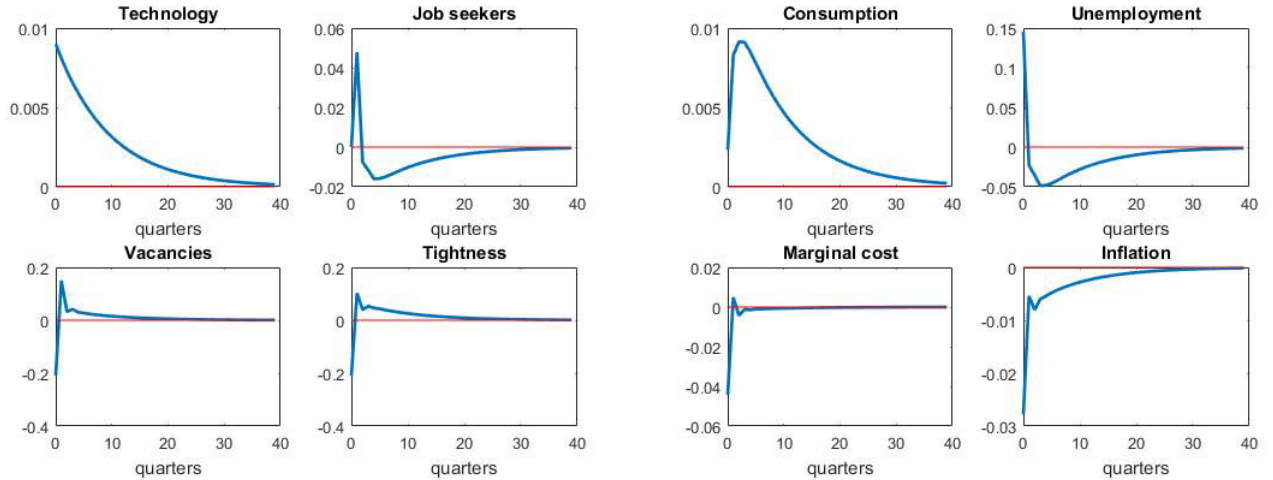 Technology
0.01
0.005
0
0 10 20 30 40
quarters
Job seekers
0.06
0.04
0.02
0
-0.02
0 10 20 30 40
quarters
Consumption
0.01
0.005
0
0 10 20 30 40
quarters
Unemployment
0.15
0.1
0.05
0
-0.05
0 10 20 30 40
quarters
Vacancies
0.2
0
-0.2
-0.4
0 10 20 30 40
quarters
Tightness
0.2
0
-0.2
-0.4
0 10 20 30 40
quarters
Marginal cost
0.02
0
-0.02
-0.04
-0.06
0 10 20 30 40
quarters
Inflation
0
-0.01
-0.02
-0.03
0 10 20 30 40
quarters